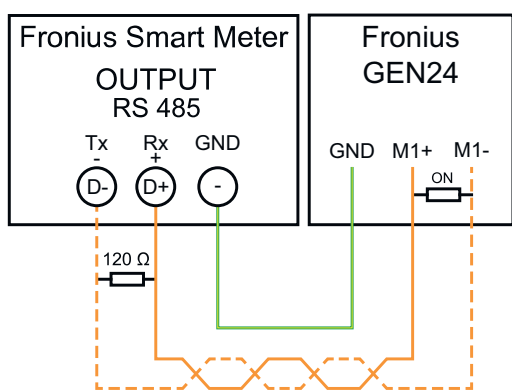 Fronius Smart Meter
OUTPUT
RS 485
Tx Rx GND
- +
D- D+ -
120 Ω
Fronius
GEN24
GND M1+ M1-
ON